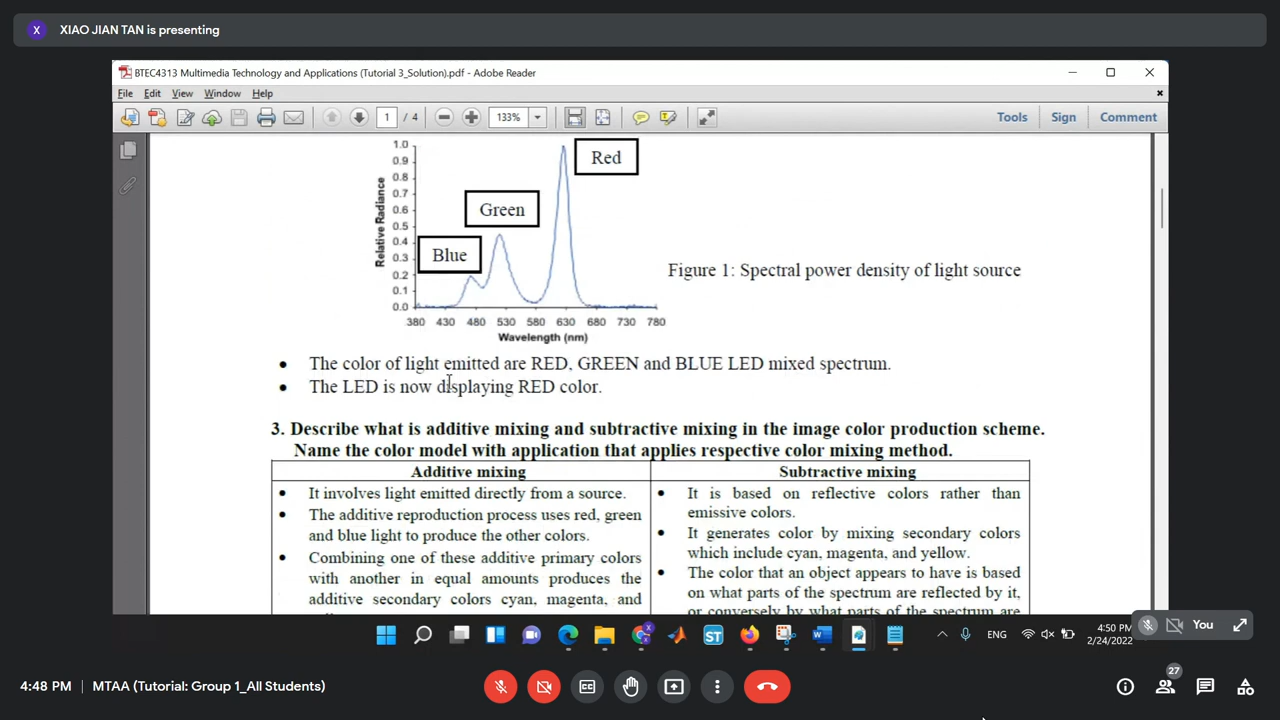 X XIAO JIAN TAN is presenting
BTEC4313 Multimedia Technology and Applications (Tutorial 3_Solution).pdf - Adobe Reader
File Edit View Window Help
1 / 4 133% Tools Sign Comment
1.0
0.9
0.8
0.7
0.6
0.5
0.4
0.3
0.2
0.1
0.0
Relative Radiance
Red
Green
Blue
380 430 480 530 580 630 680 730 780
Wavelength (nm)
Figure 1: Spectral power density of light source
• The color of light emitted are RED, GREEN and BLUE LED mixed spectrum.
• The LED is now displaying RED color.
3. Describe what is additive mixing and subtractive mixing in the image color production scheme.
Name the color model with application that applies respective color mixing method.
Additive mixing
• It involves light emitted directly from a source.
• The additive reproduction process uses red, green
and blue light to produce the other colors.
• Combining one of these additive primary colors
with another in equal amounts produces the
additive secondary colors cyan, magenta, and
Subtractive mixing
• It is based on reflective colors rather than
emissive colors.
• It generates color by mixing secondary colors
which include cyan, magenta, and yellow.
• The color that an object appears to have is based
on what parts of the spectrum are reflected by it,
or conversely by what parts of the spectrum are
ST
ENG
4:50 PM
2/24/2022
You
4:48 PM | MTAA (Tutorial: Group 1_All Students)
27